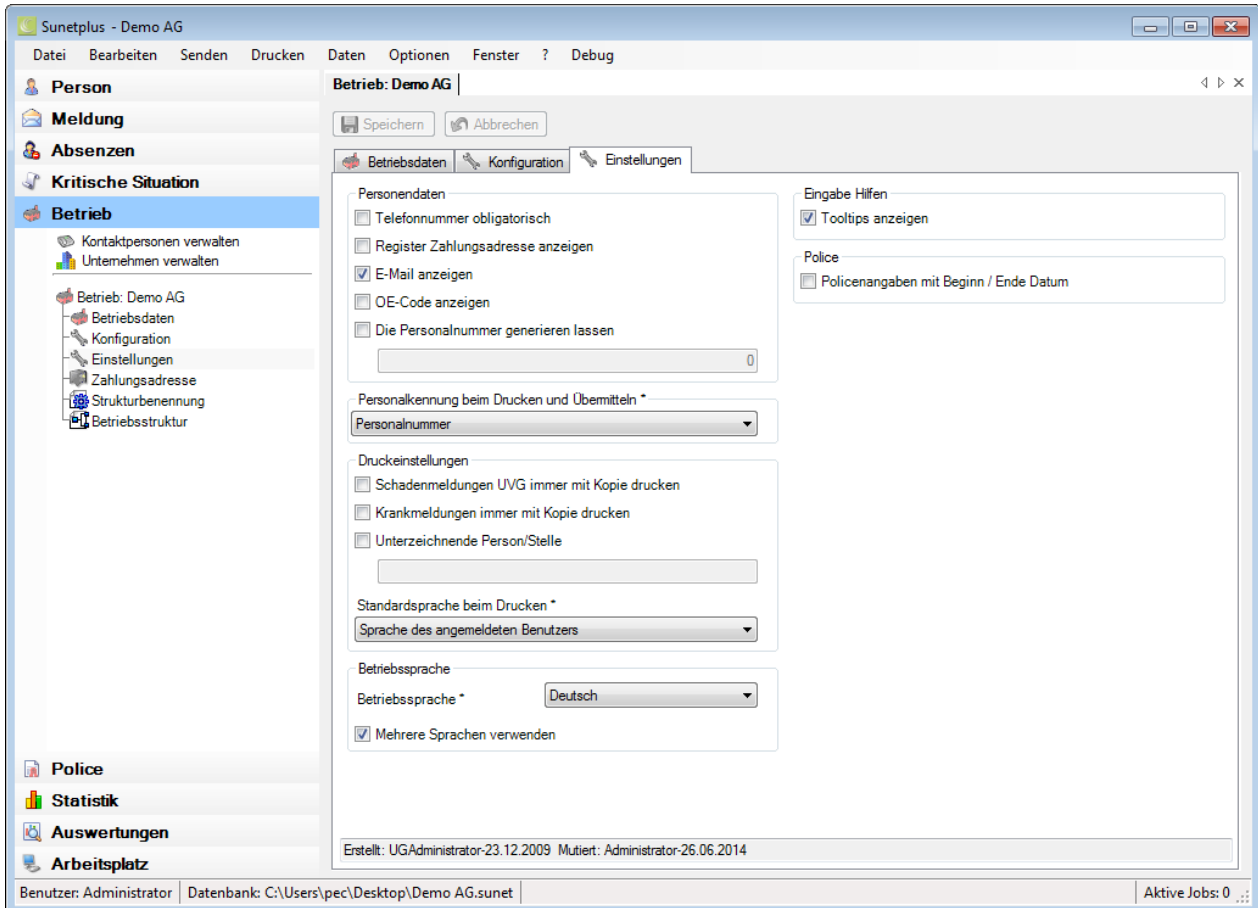 Sunetplus - Demo AG
Datei Bearbeiten Senden Drucken Daten Optionen Fenster ? Debug
Person
Meldung
Absenzen
Kritische Situation
Betrieb
Kontaktpersonen verwalten
Unternehmen verwalten
Betrieb: Demo AG
Betriebsdaten
Konfiguration
Einstellungen
Zahlungsadresse
Strukturbenennung
Betriebsstruktur
Police
Statistik
Auswertungen
Arbeitsplatz
Betrieb: Demo AG
Speichern Abbrechen
Betriebsdaten Konfiguration Einstellungen
Personendaten
Telefonnummer obligatorisch
Register Zahlungsadresse anzeigen
E-Mail anzeigen
OE-Code anzeigen
Die Personalnummer generieren lassen
0
Personalkennung beim Drucken und Übermitteln *
Personalnummer
Druckeinstellungen
Schadenmeldungen UVG immer mit Kopie drucken
Krankmeldungen immer mit Kopie drucken
Unterzeichnende Person/Stelle
Standardsprache beim Drucken *
Sprache des angemeldeten Benutzers
Betriebssprache
Betriebssprache * Deutsch
Mehrere Sprachen verwenden
Eingabe Hilfen
Tooltips anzeigen
Police
Policenangaben mit Beginn / Ende Datum
Erstellt: UGAdministrator-23.12.2009 Mutiert: Administrator-26.06.2014
Benutzer: Administrator Datenbank: C:\Users\pec\Desktop\Demo AG.sunet Aktive Jobs: 0